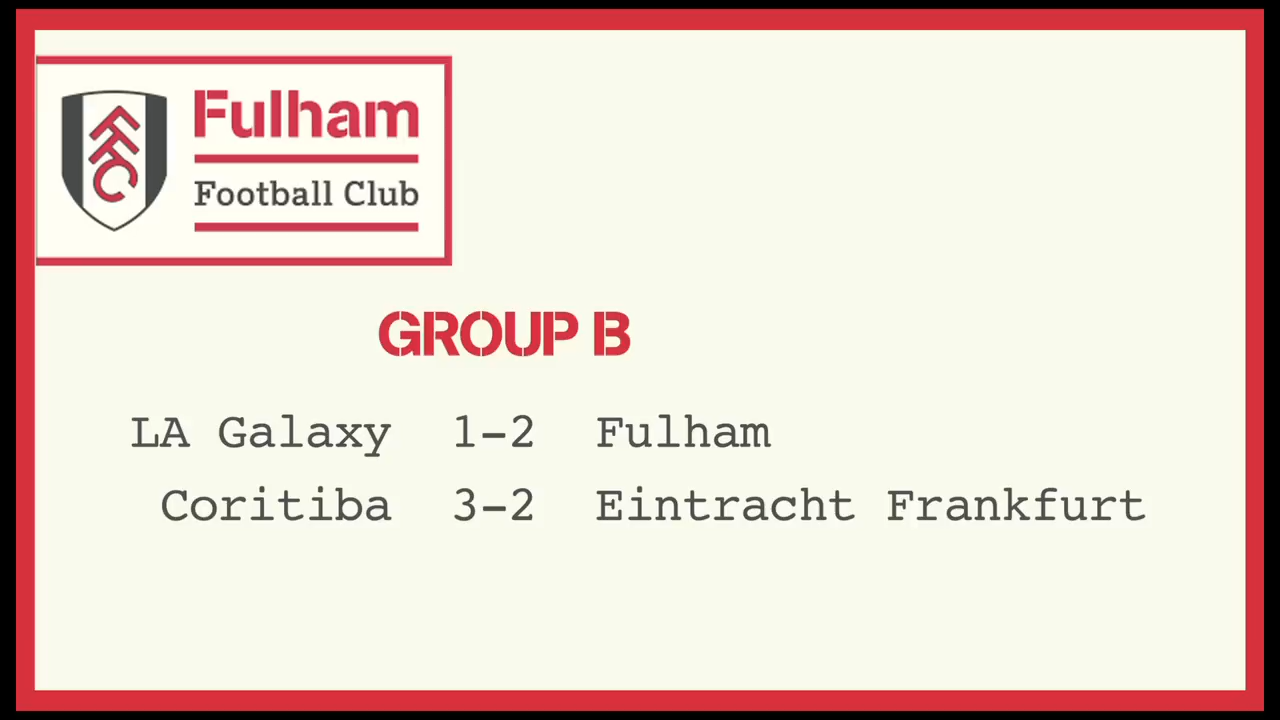 FFC
Fulham
Football Club
GROUP B
LA Galaxy 1-2 Fulham
Coritiba 3-2 Eintracht Frankfurt